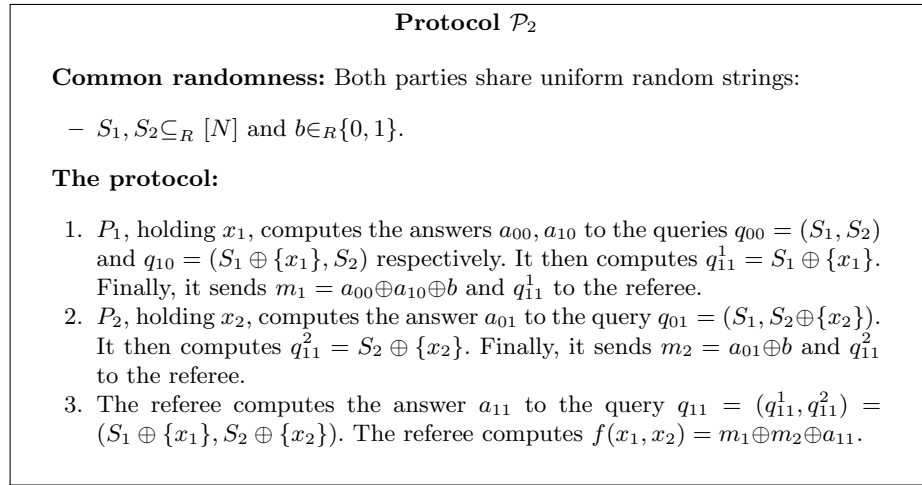 Protocol 𝒫₂
Common randomness: Both parties share uniform random strings:
– S₁, S₂⊆_R [N] and b∈_R{0, 1}.
The protocol:
1. P₁, holding x₁, computes the answers a₀₀, a₁₀ to the queries q₀₀ = (S₁, S₂)
and q₁₀ = (S₁ ⊕ {x₁}, S₂) respectively. It then computes q¹₁₁ = S₁ ⊕ {x₁}.
Finally, it sends m₁ = a₀₀⊕a₁₀⊕b and q¹₁₁ to the referee.
2. P₂, holding x₂, computes the answer a₀₁ to the query q₀₁ = (S₁, S₂⊕{x₂}).
It then computes q²₁₁ = S₂ ⊕ {x₂}. Finally, it sends m₂ = a₀₁⊕b and q²₁₁
to the referee.
3. The referee computes the answer a₁₁ to the query q₁₁ = (q¹₁₁, q²₁₁) =
(S₁ ⊕ {x₁}, S₂ ⊕ {x₂}). The referee computes f(x₁, x₂) = m₁⊕m₂⊕a₁₁.